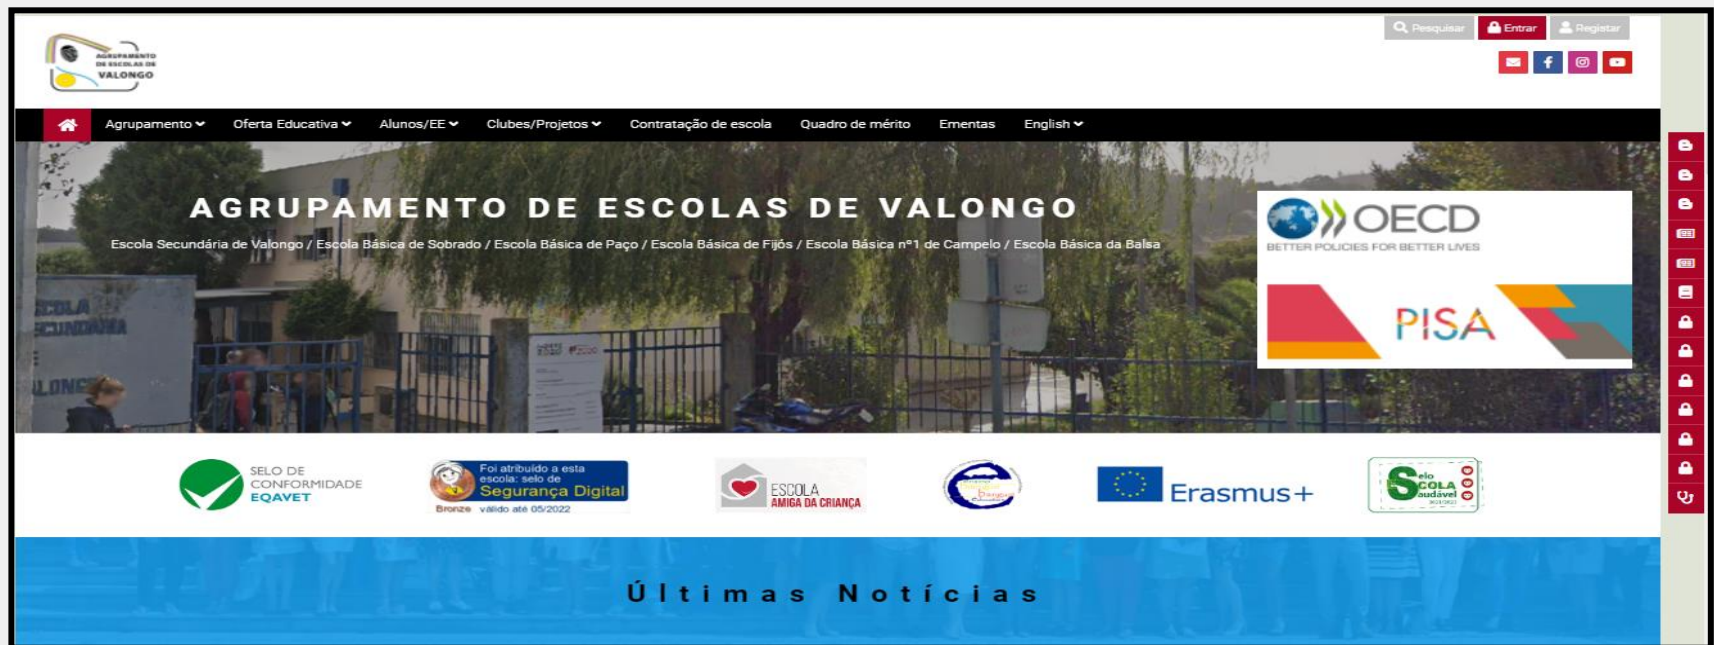 Pesquisar Entrar Registar
AGRUPAMENTO
DE ESCOLAS DE
VALONGO
Agrupamento Oferta Educativa Alunos/EE Clubes/Projetos Contratação de escola Quadro de mérito Ementas English
AGRUPAMENTO DE ESCOLAS DE VALONGO
Escola Secundária de Valongo / Escola Básica de Sobrado / Escola Básica de Paço / Escola Básica de Fijós / Escola Básica nº1 de Campelo / Escola Básica da Balsa
OECD
BETTER POLICIES FOR BETTER LIVES
PISA
ESCOLA
SECUNDÁRIA
SELO DE
CONFORMIDADE
EQAVET
Foi atribuído a esta
escola: selo de
Segurança Digital
Bronze válido até 05/2022
ESCOLA
AMIGA DA CRIANÇA
Erasmus+
Selo
ESCOLA
Saudável
Últimas Notícias